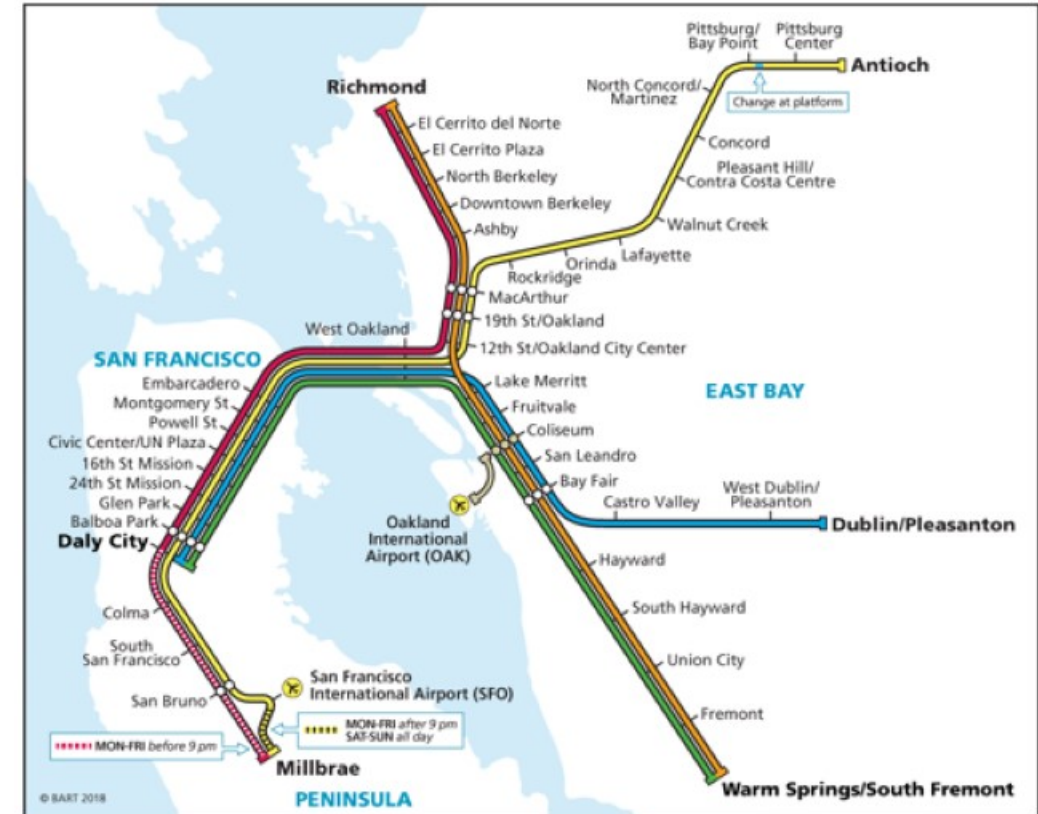 Pittsburg/
Bay Point
Pittsburg
Center
Antioch
Change at platform
North Concord/
Martinez
Concord
Pleasant Hill/
Contra Costa Centre
Walnut Creek
Lafayette
Orinda
Rockridge
Richmond
El Cerrito del Norte
El Cerrito Plaza
North Berkeley
Downtown Berkeley
Ashby
MacArthur
19th St/Oakland
12th St/Oakland City Center
West Oakland
SAN FRANCISCO
Embarcadero
Montgomery St
Powell St
Civic Center/UN Plaza
16th St Mission
24th St Mission
Glen Park
Balboa Park
Daly City
EAST BAY
Lake Merritt
Fruitvale
Coliseum
San Leandro
Bay Fair
Castro Valley
West Dublin/
Pleasanton
Dublin/Pleasanton
Oakland
International
Airport (OAK)
Hayward
South Hayward
Union City
Fremont
Warm Springs/South Fremont
Colma
South
San Francisco
San Bruno
San Francisco
International Airport (SFO)
MON-FRI after 9 pm
SAT-SUN all day
MON-FRI before 9 pm
Millbrae
PENINSULA
© BART 2018